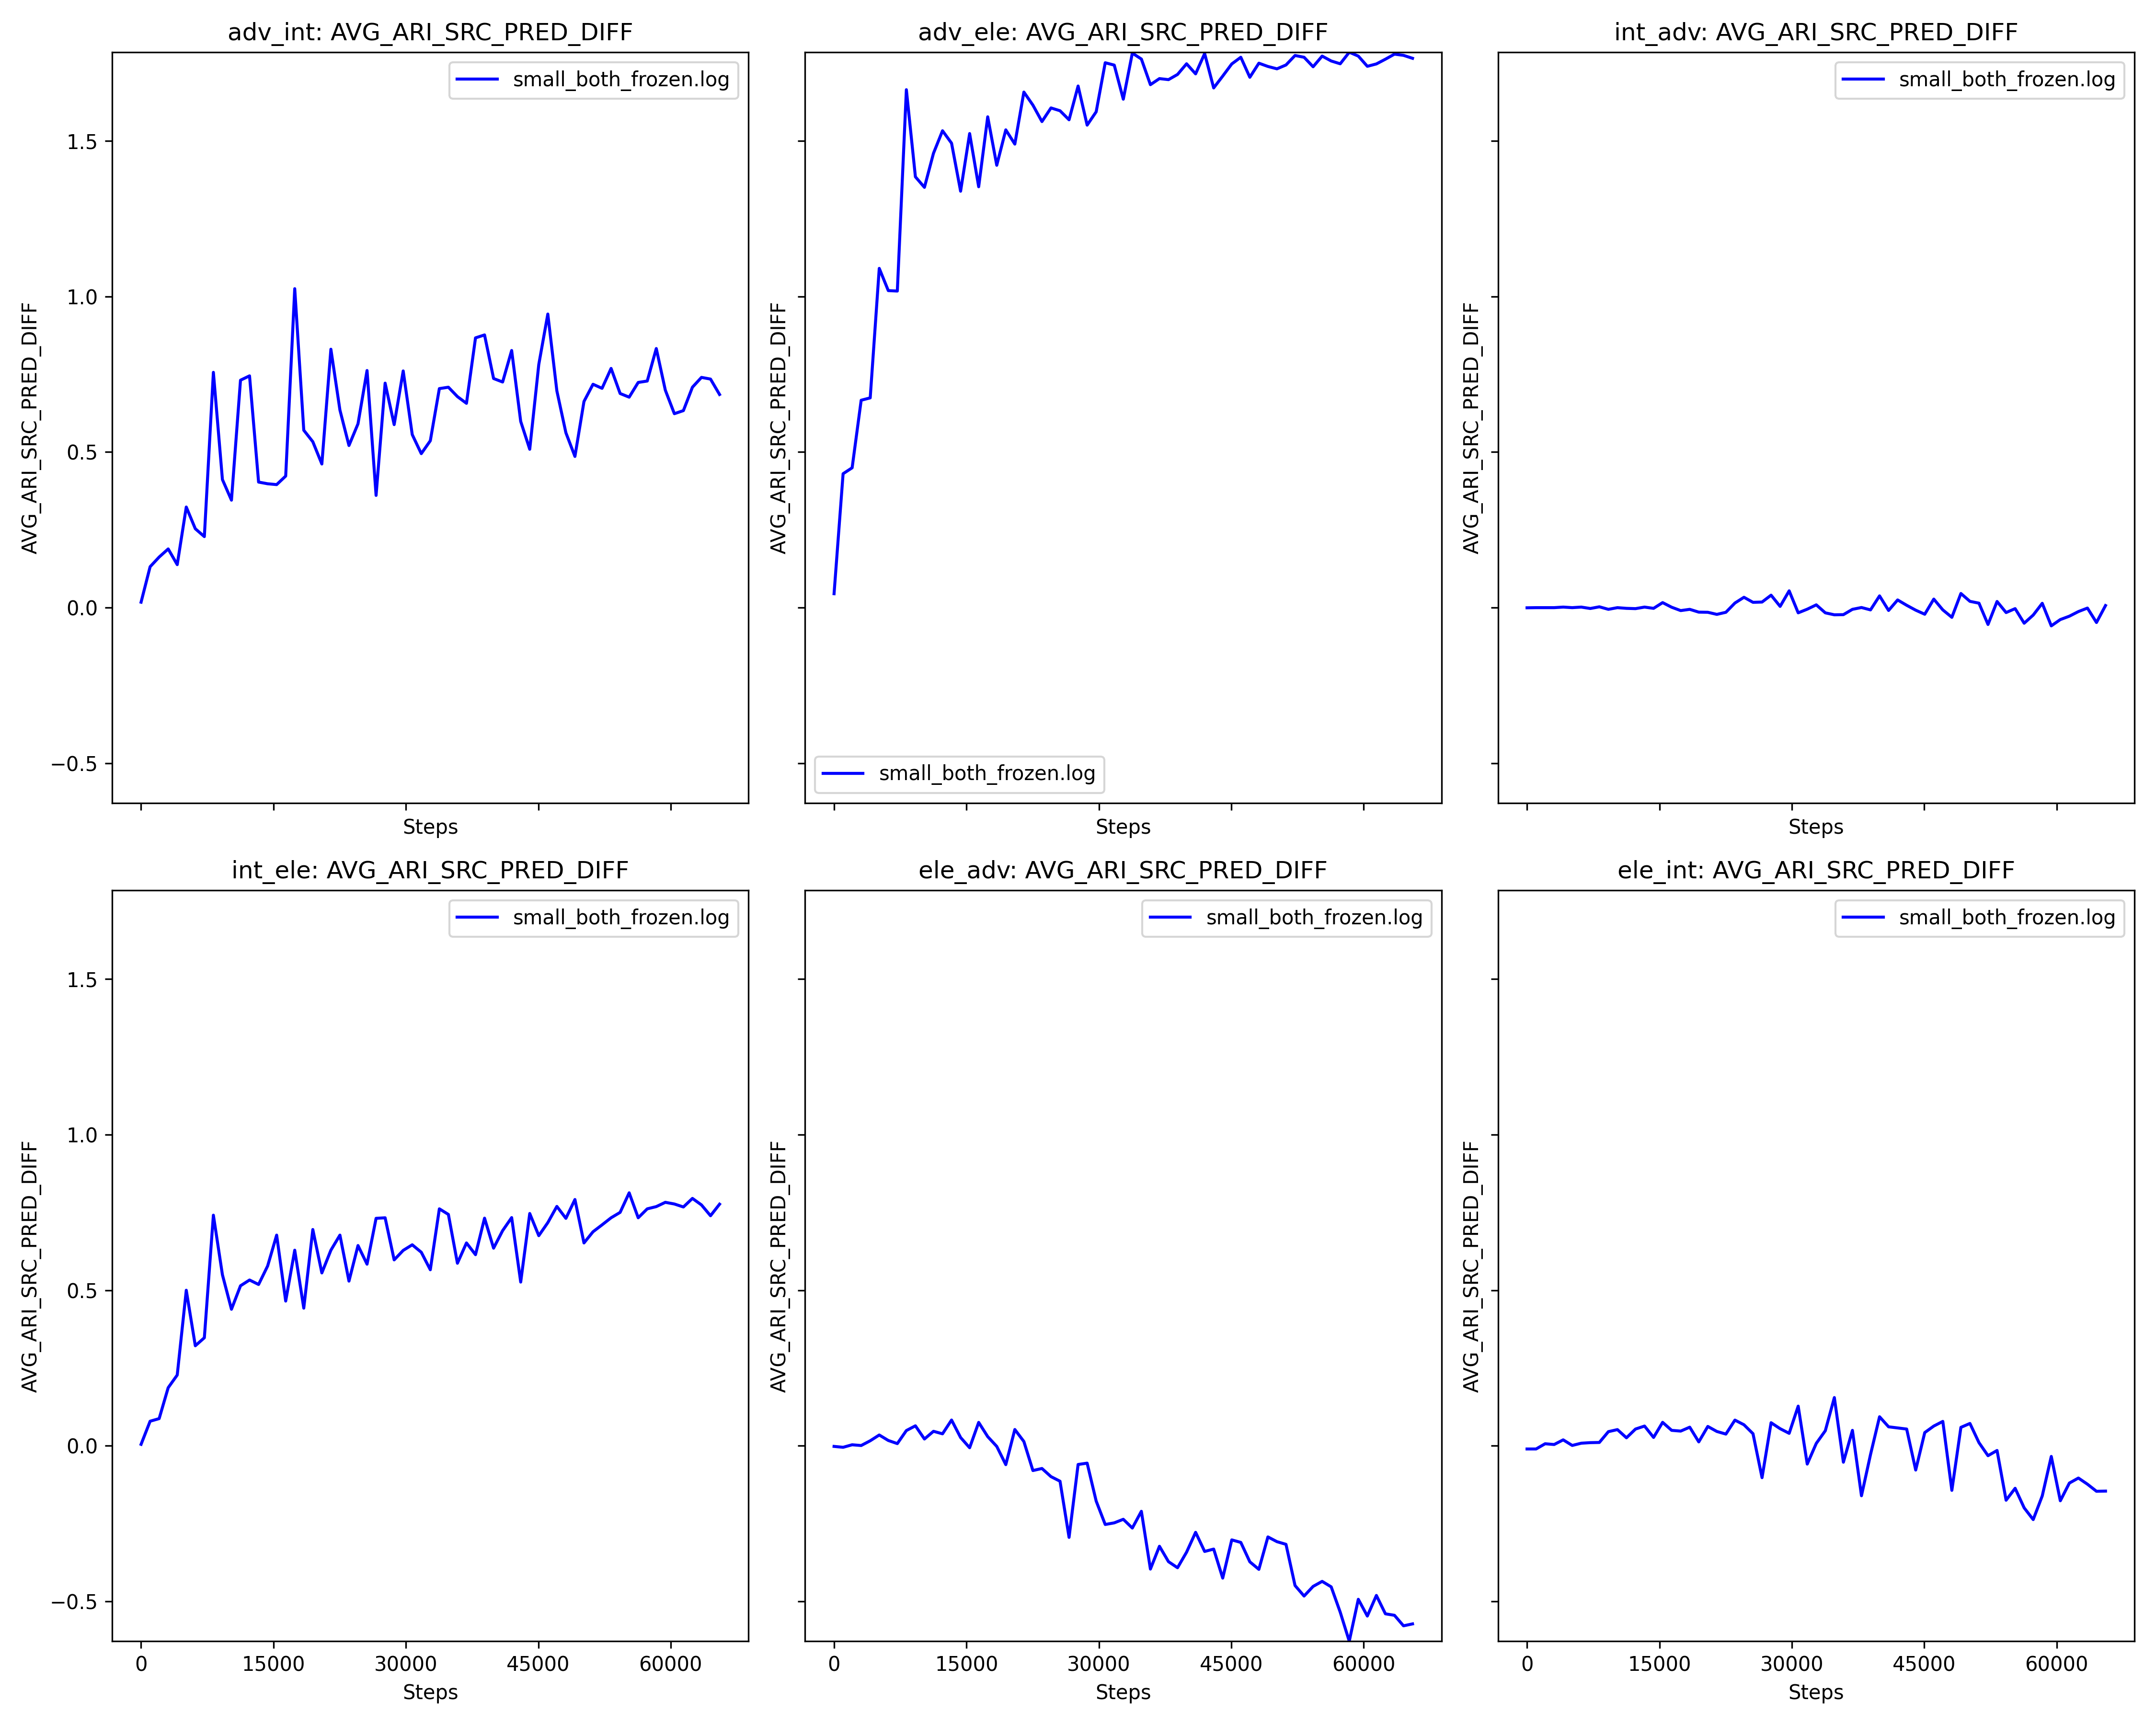 adv_int: AVG_ARI_SRC_PRED_DIFF
adv_ele: AVG_ARI_SRC_PRED_DIFF
int_adv: AVG_ARI_SRC_PRED_DIFF
small_both_frozen.log
small_both_frozen.log
small_both_frozen.log
AVG_ARI_SRC_PRED_DIFF
AVG_ARI_SRC_PRED_DIFF
AVG_ARI_SRC_PRED_DIFF
1.5
1.0
0.5
0.0
−0.5
Steps
Steps
Steps
int_ele: AVG_ARI_SRC_PRED_DIFF
ele_adv: AVG_ARI_SRC_PRED_DIFF
ele_int: AVG_ARI_SRC_PRED_DIFF
small_both_frozen.log
small_both_frozen.log
small_both_frozen.log
AVG_ARI_SRC_PRED_DIFF
AVG_ARI_SRC_PRED_DIFF
AVG_ARI_SRC_PRED_DIFF
1.5
1.0
0.5
0.0
−0.5
0 15000 30000 45000 60000
0 15000 30000 45000 60000
0 15000 30000 45000 60000
Steps
Steps
Steps